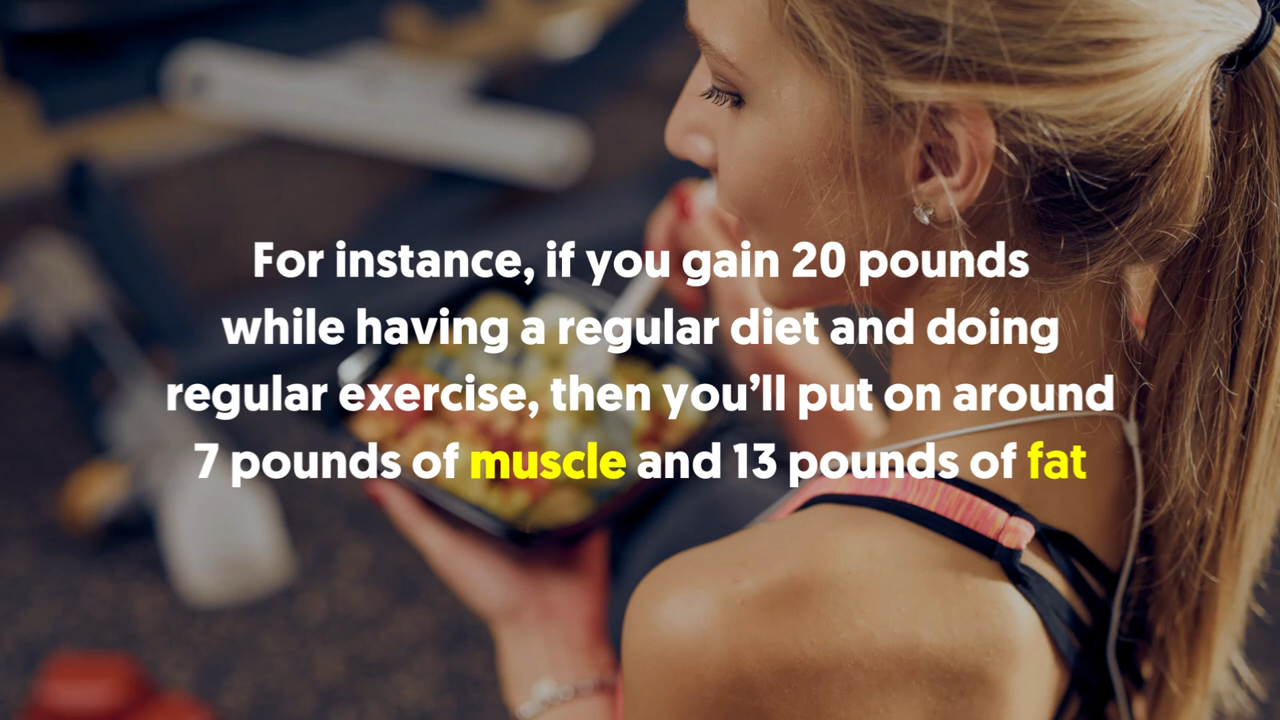 For instance, if you gain 20 pounds
while having a regular diet and doing
regular exercise, then you’ll put on around
7 pounds of muscle and 13 pounds of fat